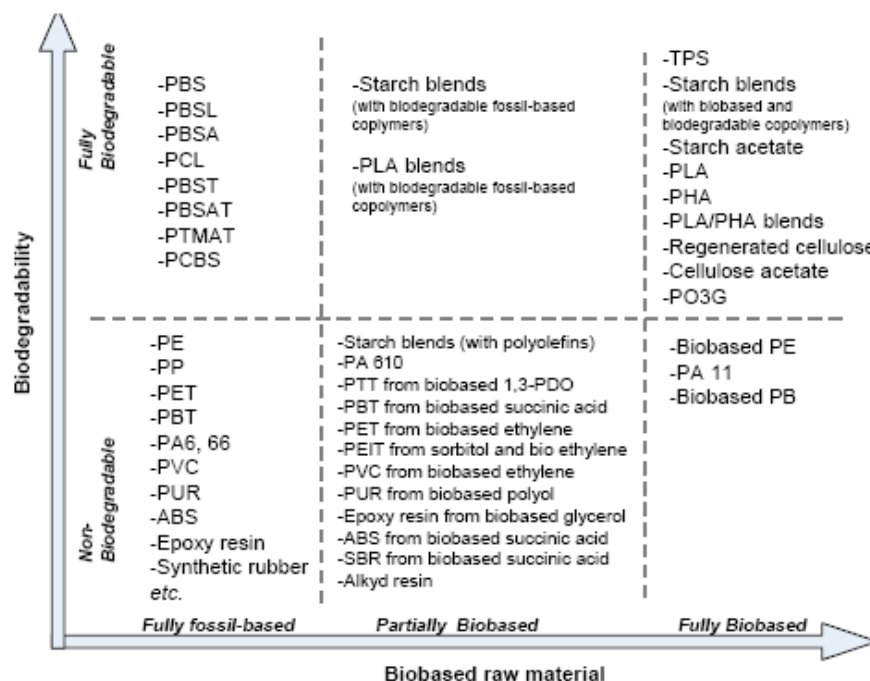 Biodegradability
Fully
Biodegradable
-PBS
-PBSL
-PBSA
-PCL
-PBST
-PBSAT
-PTMAT
-PCBS
-Starch blends
(with biodegradable fossil-based
coplymers)
-PLA blends
(with biodegradable fossil-based
copolymers)
-TPS
-Starch blends
(with biobased and
biodegradable copolymers)
-Starch acetate
-PLA
-PHA
-PLA/PHA blends
-Regenerated cellulose
-Cellulose acetate
-PO3G
Non-
Biodegradable
-PE
-PP
-PET
-PBT
-PA6, 66
-PVC
-PUR
-ABS
-Epoxy resin
-Synthetic rubber
etc.
-Starch blends (with polyolefins)
-PA 610
-PTT from biobased 1,3-PDO
-PBT from biobased succinic acid
-PET from biobased ethylene
-PEIT from sorbitol and bio ethylene
-PVC from biobased ethylene
-PUR from biobased polyol
-Epoxy resin from biobased glycerol
-ABS from biobased succinic acid
-SBR from biobased succinic acid
-Alkyd resin
-Biobased PE
-PA 11
-Biobased PB
Fully fossil-based
Partially Biobased
Fully Biobased
Biobased raw material